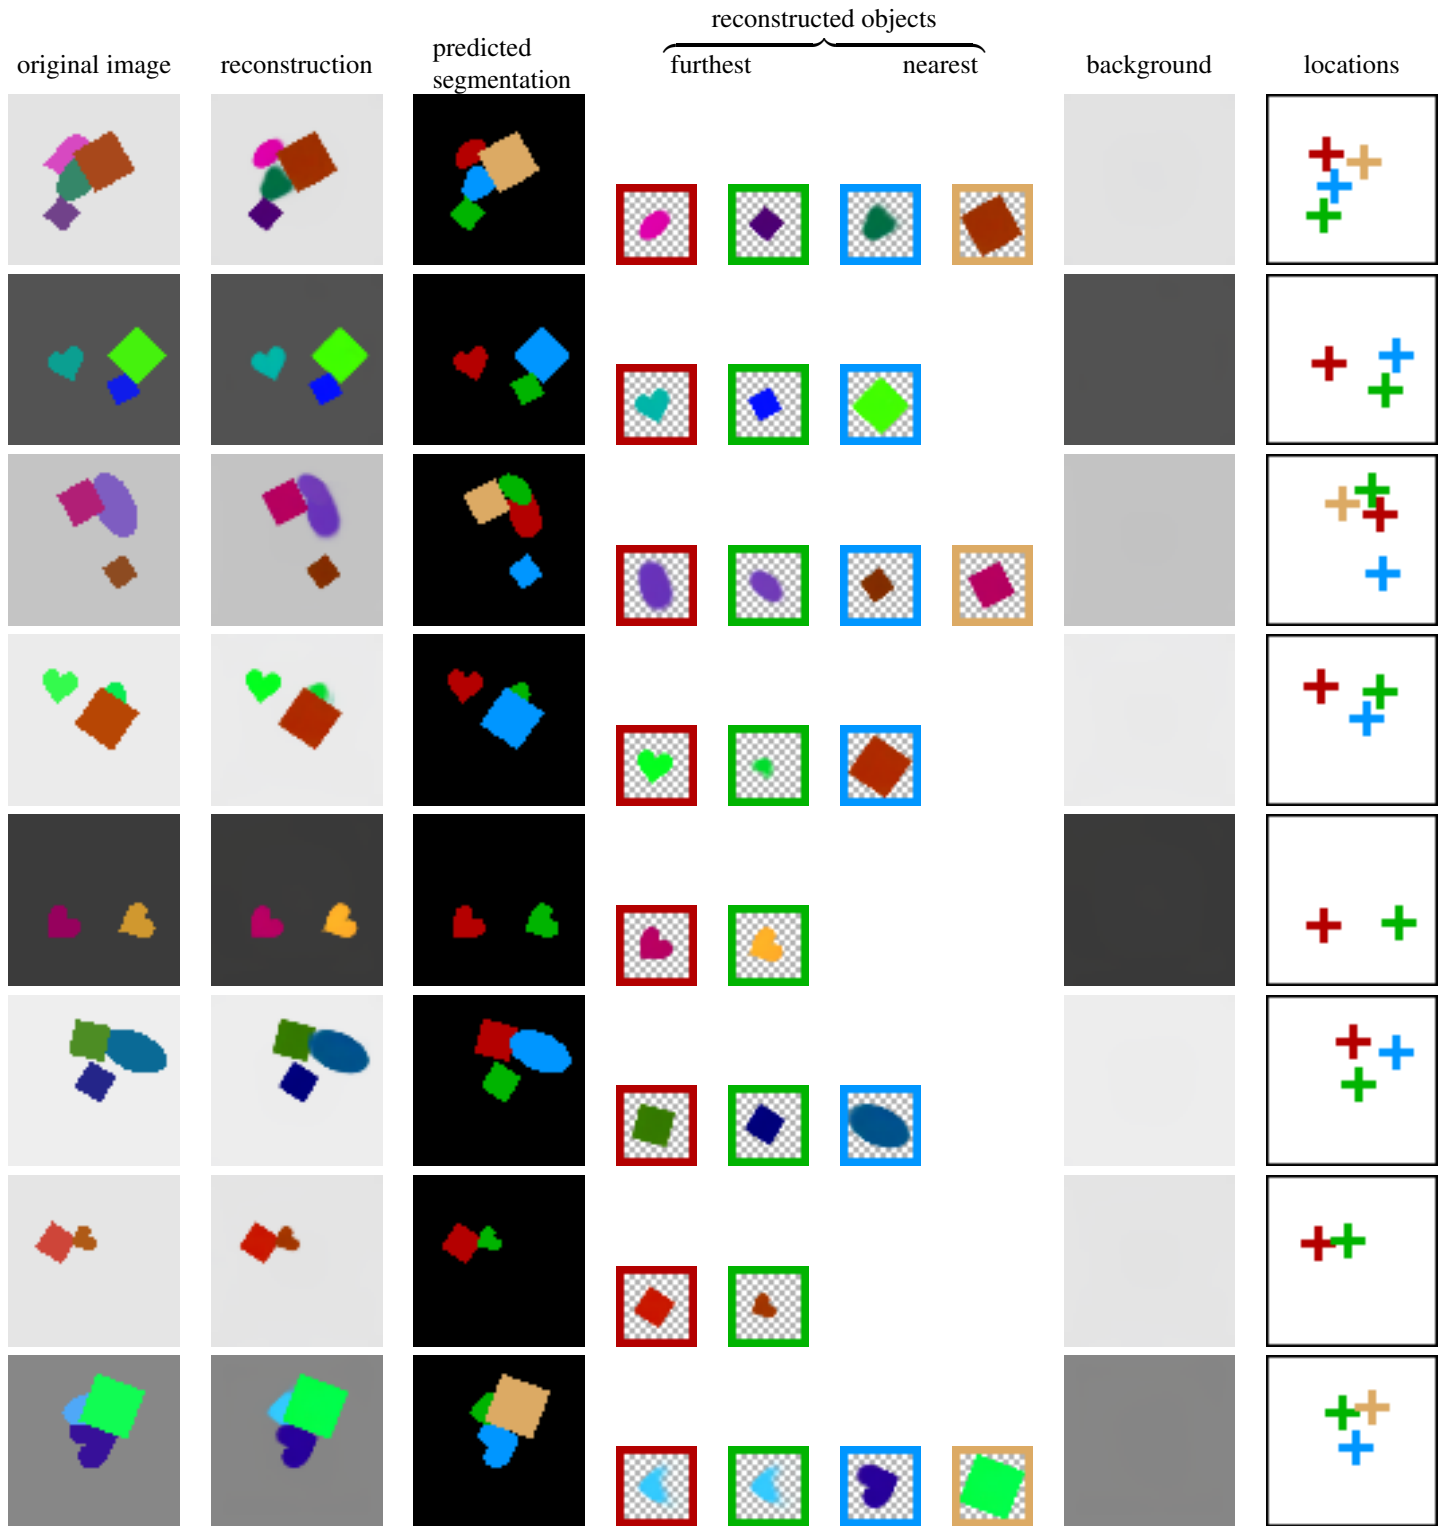 reconstructed objects
original image
reconstruction
predicted
segmentation
furthest
nearest
background
locations